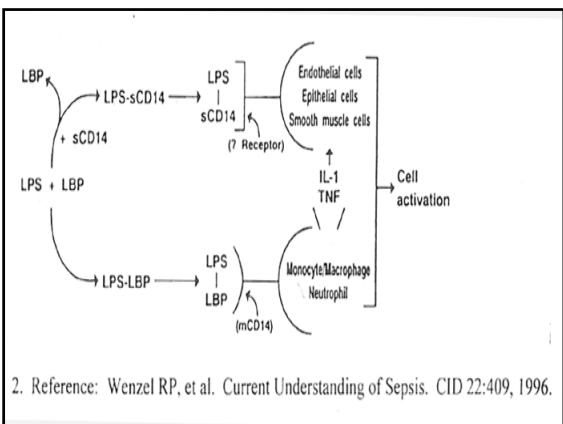 LBP
LPS-sCD14
LPS
sCD14
Endothelial cells
Epithelial cells
Smooth muscle cells
+ sCD14
(? Receptor)
LPS + LBP
IL-1
TNF
Cell
activation
LPS-LBP
LPS
LBP
Monocyte/Macrophage
Neutrophil
(mCD14)
2. Reference: Wenzel RP, et al. Current Understanding of Sepsis. CID 22:409, 1996.